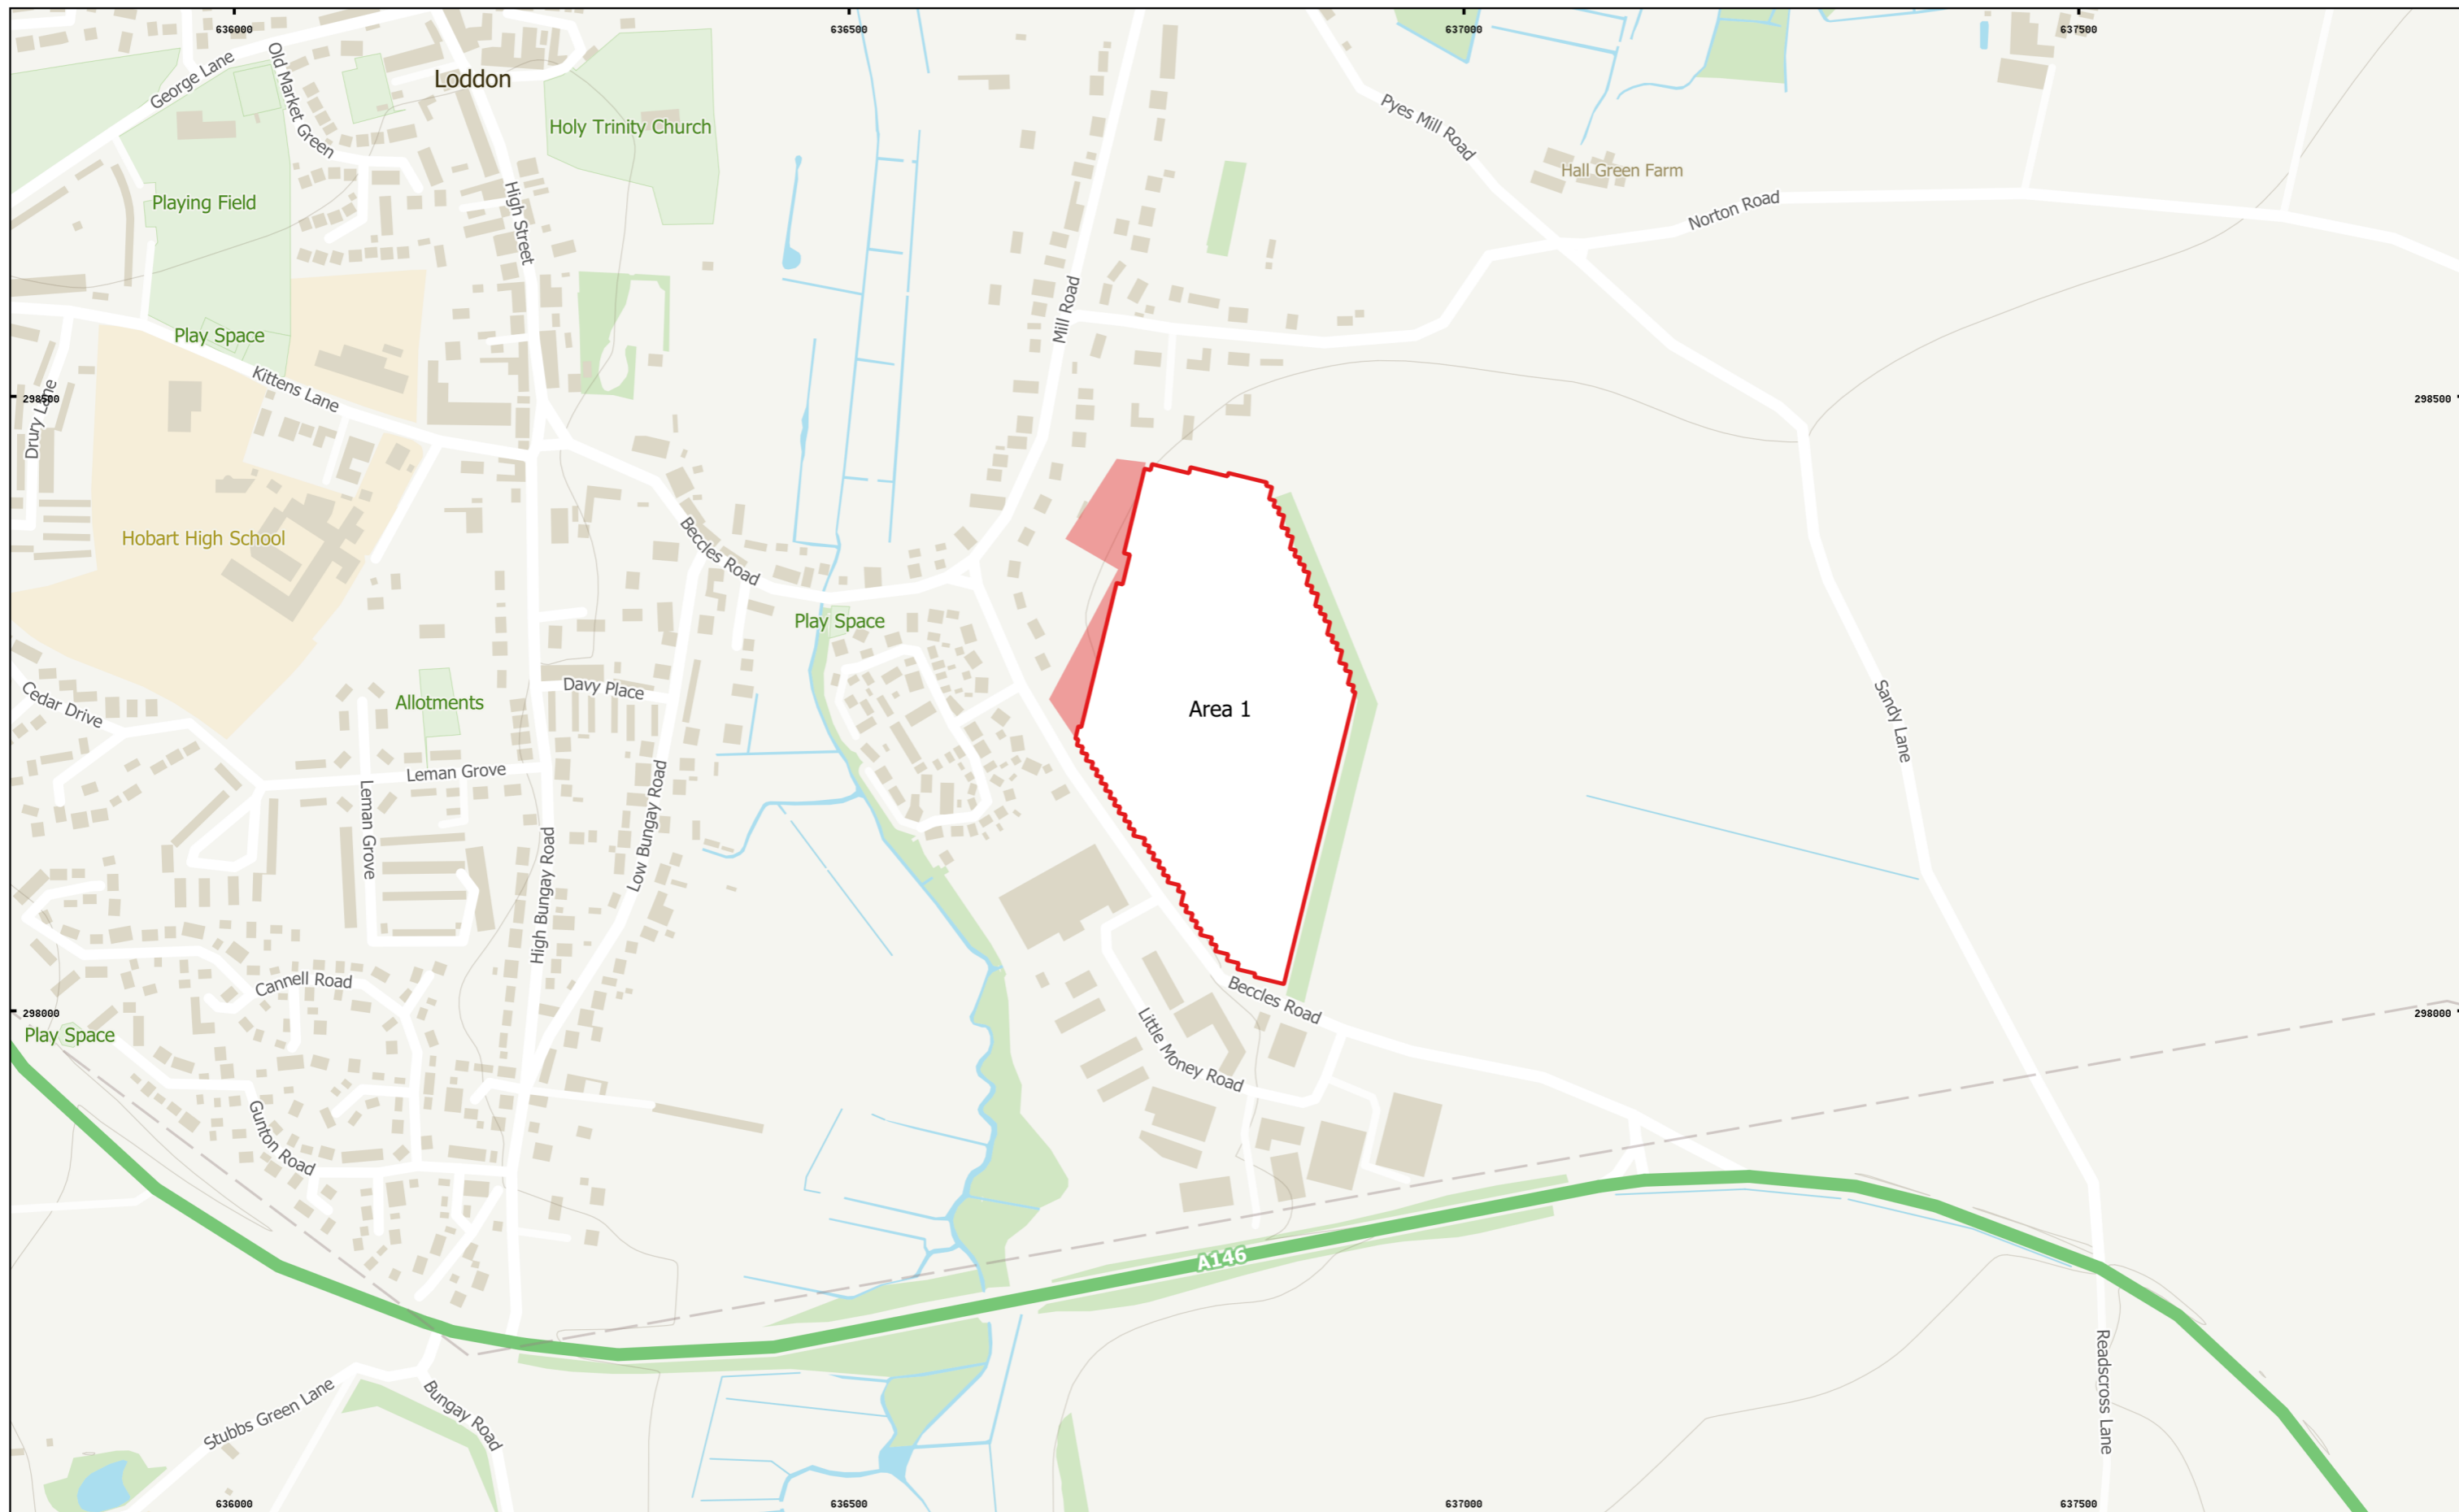 636000
636500
637000
637500
George Lane
Old Market Green
Loddon
Holy Trinity Church
Pyes Mill Road
Hall Green Farm
Playing Field
High Street
Norton Road
Mill Road
Play Space
Kittens Lane
Drury Lane
298500
298500
Hobart High School
Beccles Road
Play Space
Cedar Drive
Davy Place
Allotments
Area 1
Sandy Lane
Leman Grove
Leman Grove
Low Bungay Road
High Bungay Road
Cannell Road
Beccles Road
298000
298000
Play Space
Little Money Road
Gunton Road
A146
Readscross Lane
Stubbs Green Lane
Bungay Road
636000
636500
637000
637500